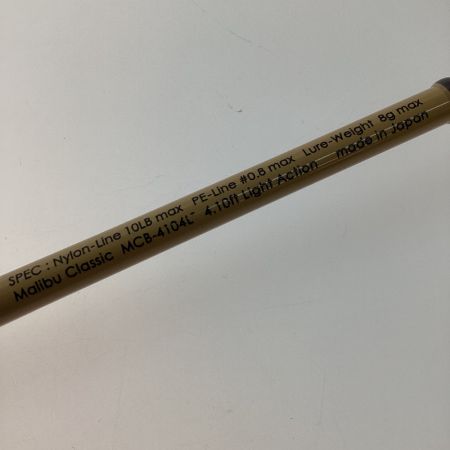 SPEC : Nylon-Line 10LB max PE-Line #0.8 max Lure-Weight 8g max
Malibu Classic MCB-4104L- 4.10ft Light Action made in Japan